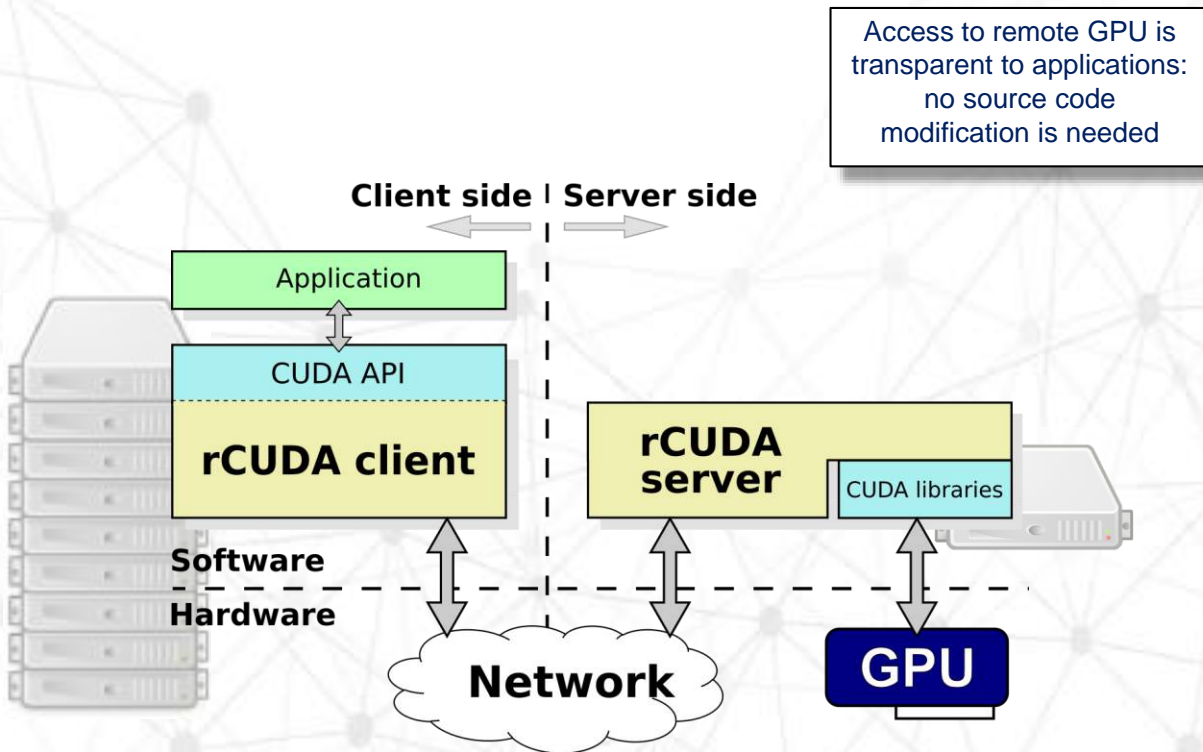 Access to remote GPU is
transparent to applications:
no source code
modification is needed
Client side
Server side
Application
CUDA API
rCUDA client
rCUDA
server
CUDA libraries
Software
Hardware
Network
GPU